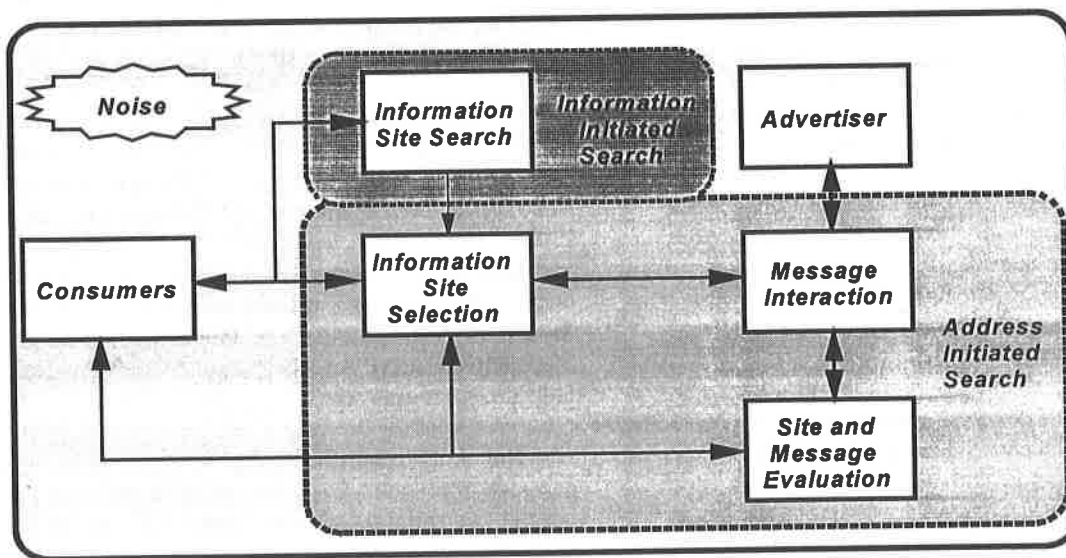 Noise
Information
Site Search
Information
Initiated
Search
Advertiser
Consumers
Information
Site
Selection
Message
Interaction
Address
Initiated
Search
Site and
Message
Evaluation